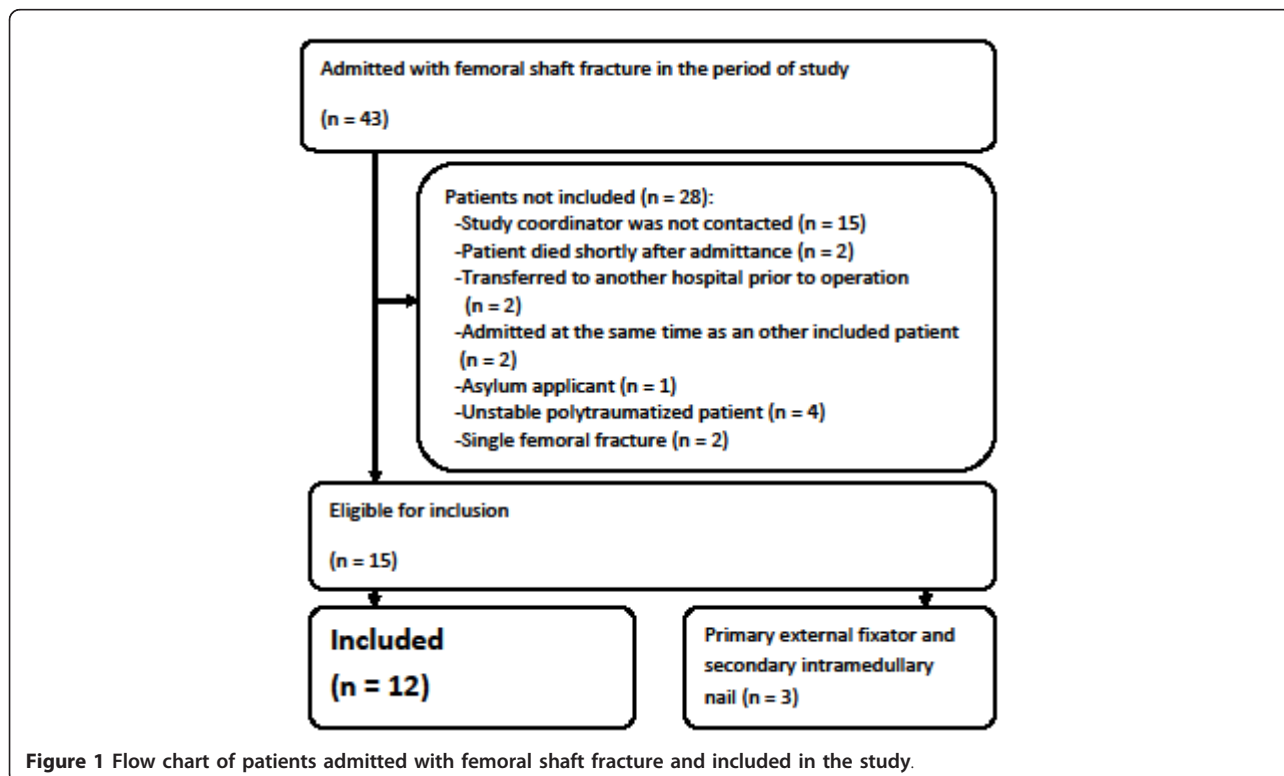 Admitted with femoral shaft fracture in the period of study
(n = 43)
Patients not included (n = 28):
-Study coordinator was not contacted (n = 15)
-Patient died shortly after admittance (n = 2)
-Transferred to another hospital prior to operation
(n = 2)
-Admitted at the same time as an other included patient
(n = 2)
-Asylum applicant (n = 1)
-Unstable polytraumatized patient (n = 4)
-Single femoral fracture (n = 2)
Eligible for inclusion
(n = 15)
Included
(n = 12)
Primary external fixator and
secondary intramedullary
nail (n = 3)
Figure 1 Flow chart of patients admitted with femoral shaft fracture and included in the study.